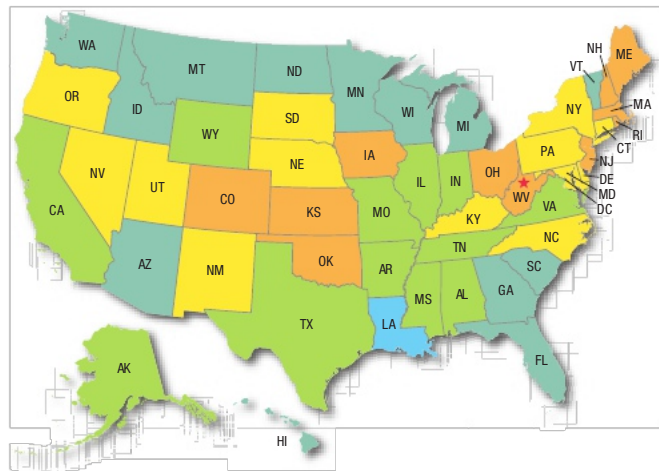 WA
MT
ND
MN
WI
MI
VT
NH
ME
OR
ID
WY
SD
NY
MA
RI
CT
NE
IA
PA
NJ
NV
UT
CO
KS
MO
IL
IN
OH
WV
DE
MD
DC
VA
KY
CA
AZ
NM
OK
AR
TN
NC
SC
TX
LA
MS
AL
GA
FL
AK
HI